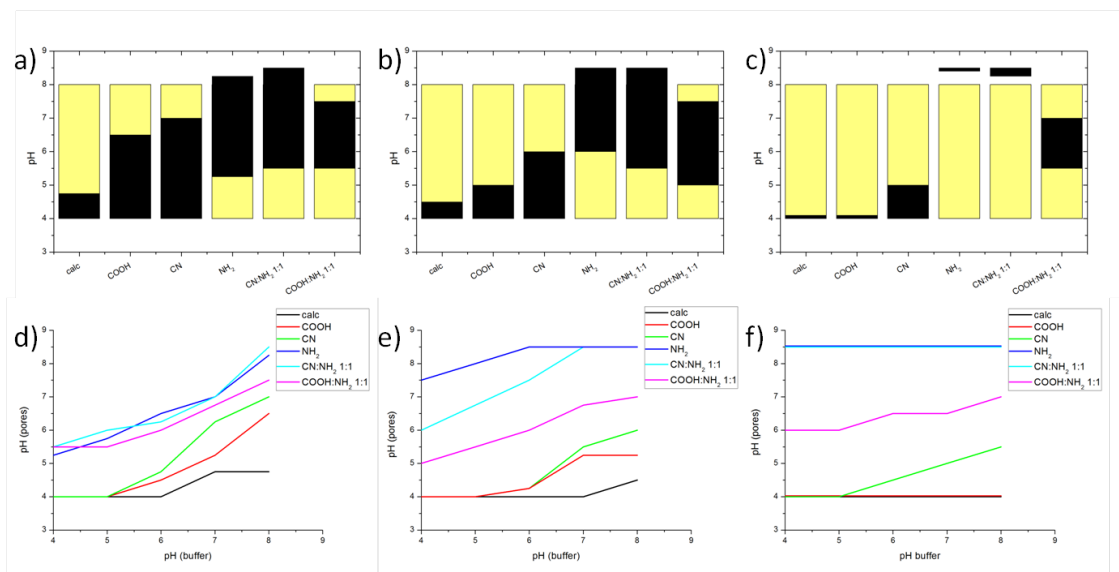 a)
9
8
7
6
5
4
3
pH
calc
COOH
CN
NH₂
CN:NH₂ 1:1
COOH:NH₂ 1:1
b)
9
8
7
6
5
4
3
pH
calc
COOH
CN
NH₂
CN:NH₂ 1:1
COOH:NH₂ 1:1
c)
9
8
7
6
5
4
3
pH
calc
COOH
CN
NH₂
CN:NH₂ 1:1
COOH:NH₂ 1:1
d)
9
8
7
6
5
4
3
pH (pores)
4 5 6 7 8 9
pH (buffer)
calc
COOH
CN
NH₂
CN:NH₂ 1:1
COOH:NH₂ 1:1
e)
9
8
7
6
5
4
3
pH (pores)
4 5 6 7 8 9
pH (buffer)
calc
COOH
CN
NH₂
CN:NH₂ 1:1
COOH:NH₂ 1:1
f)
9
8
7
6
5
4
3
pH (pores)
4 5 6 7 8 9
pH buffer
calc
COOH
CN
NH₂
CN:NH₂ 1:1
COOH:NH₂ 1:1